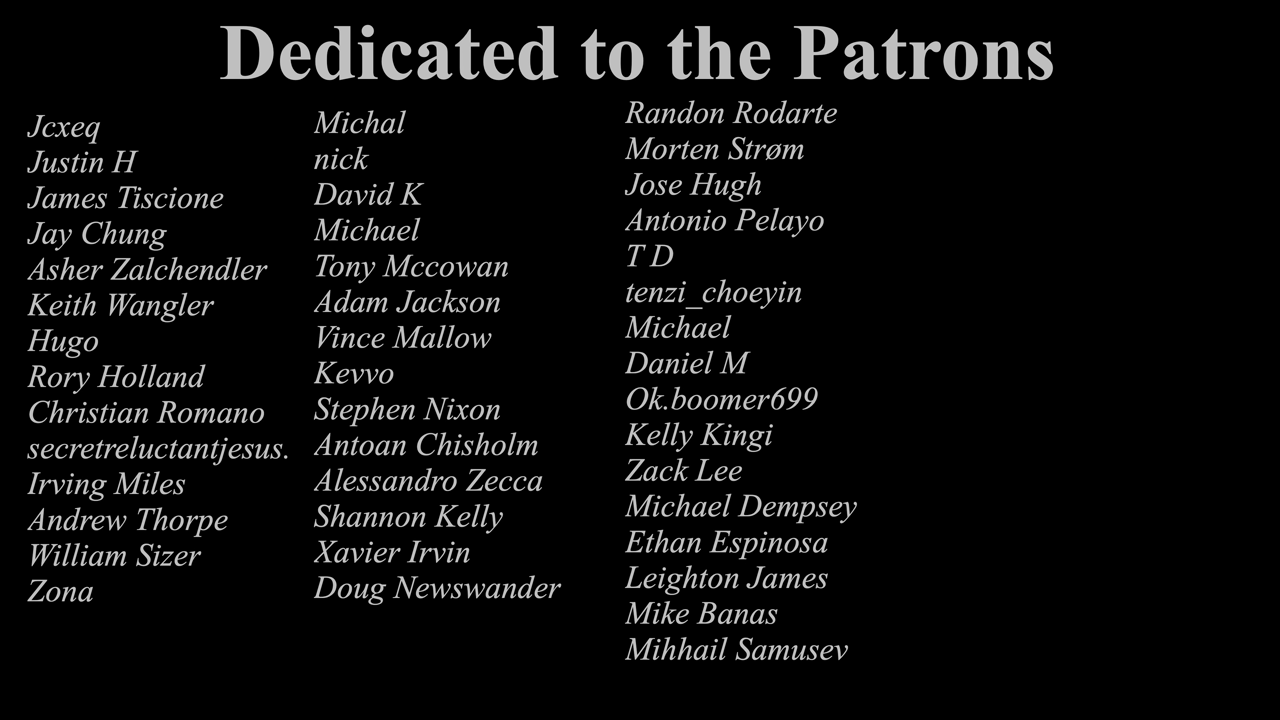 Dedicated to the Patrons
Jcxeq
Justin H
James Tiscione
Jay Chung
Asher Zalchendler
Keith Wangler
Hugo
Rory Holland
Christian Romano
secretreluctantjesus.
Irving Miles
Andrew Thorpe
William Sizer
Zona
Michal
nick
David K
Michael
Tony Mccowan
Adam Jackson
Vince Mallow
Kevvo
Stephen Nixon
Antoan Chisholm
Alessandro Zecca
Shannon Kelly
Xavier Irvin
Doug Newswander
Randon Rodarte
Morten Strøm
Jose Hugh
Antonio Pelayo
T D
tenzi_choeyin
Michael
Daniel M
Ok.boomer699
Kelly Kingi
Zack Lee
Michael Dempsey
Ethan Espinosa
Leighton James
Mike Banas
Mihhail Samusev